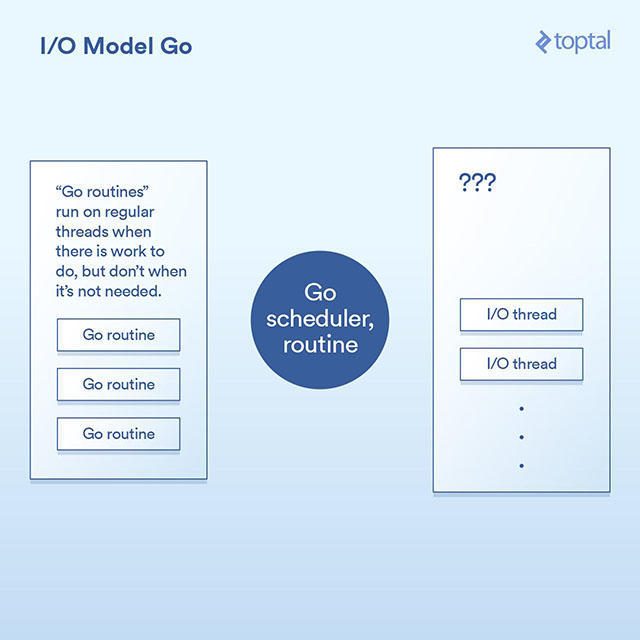 I/O Model Go
toptal
“Go routines”
run on regular
threads when
there is work to
do, but don’t when
it’s not needed.
Go routine
Go routine
Go routine
Go
scheduler,
routine
???
I/O thread
I/O thread